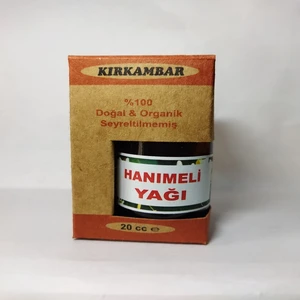 KIRKAMBAR
%100
Doğal & Organik
Seyreltilmemiş
HANIMELİ
YAĞI
20 cc e